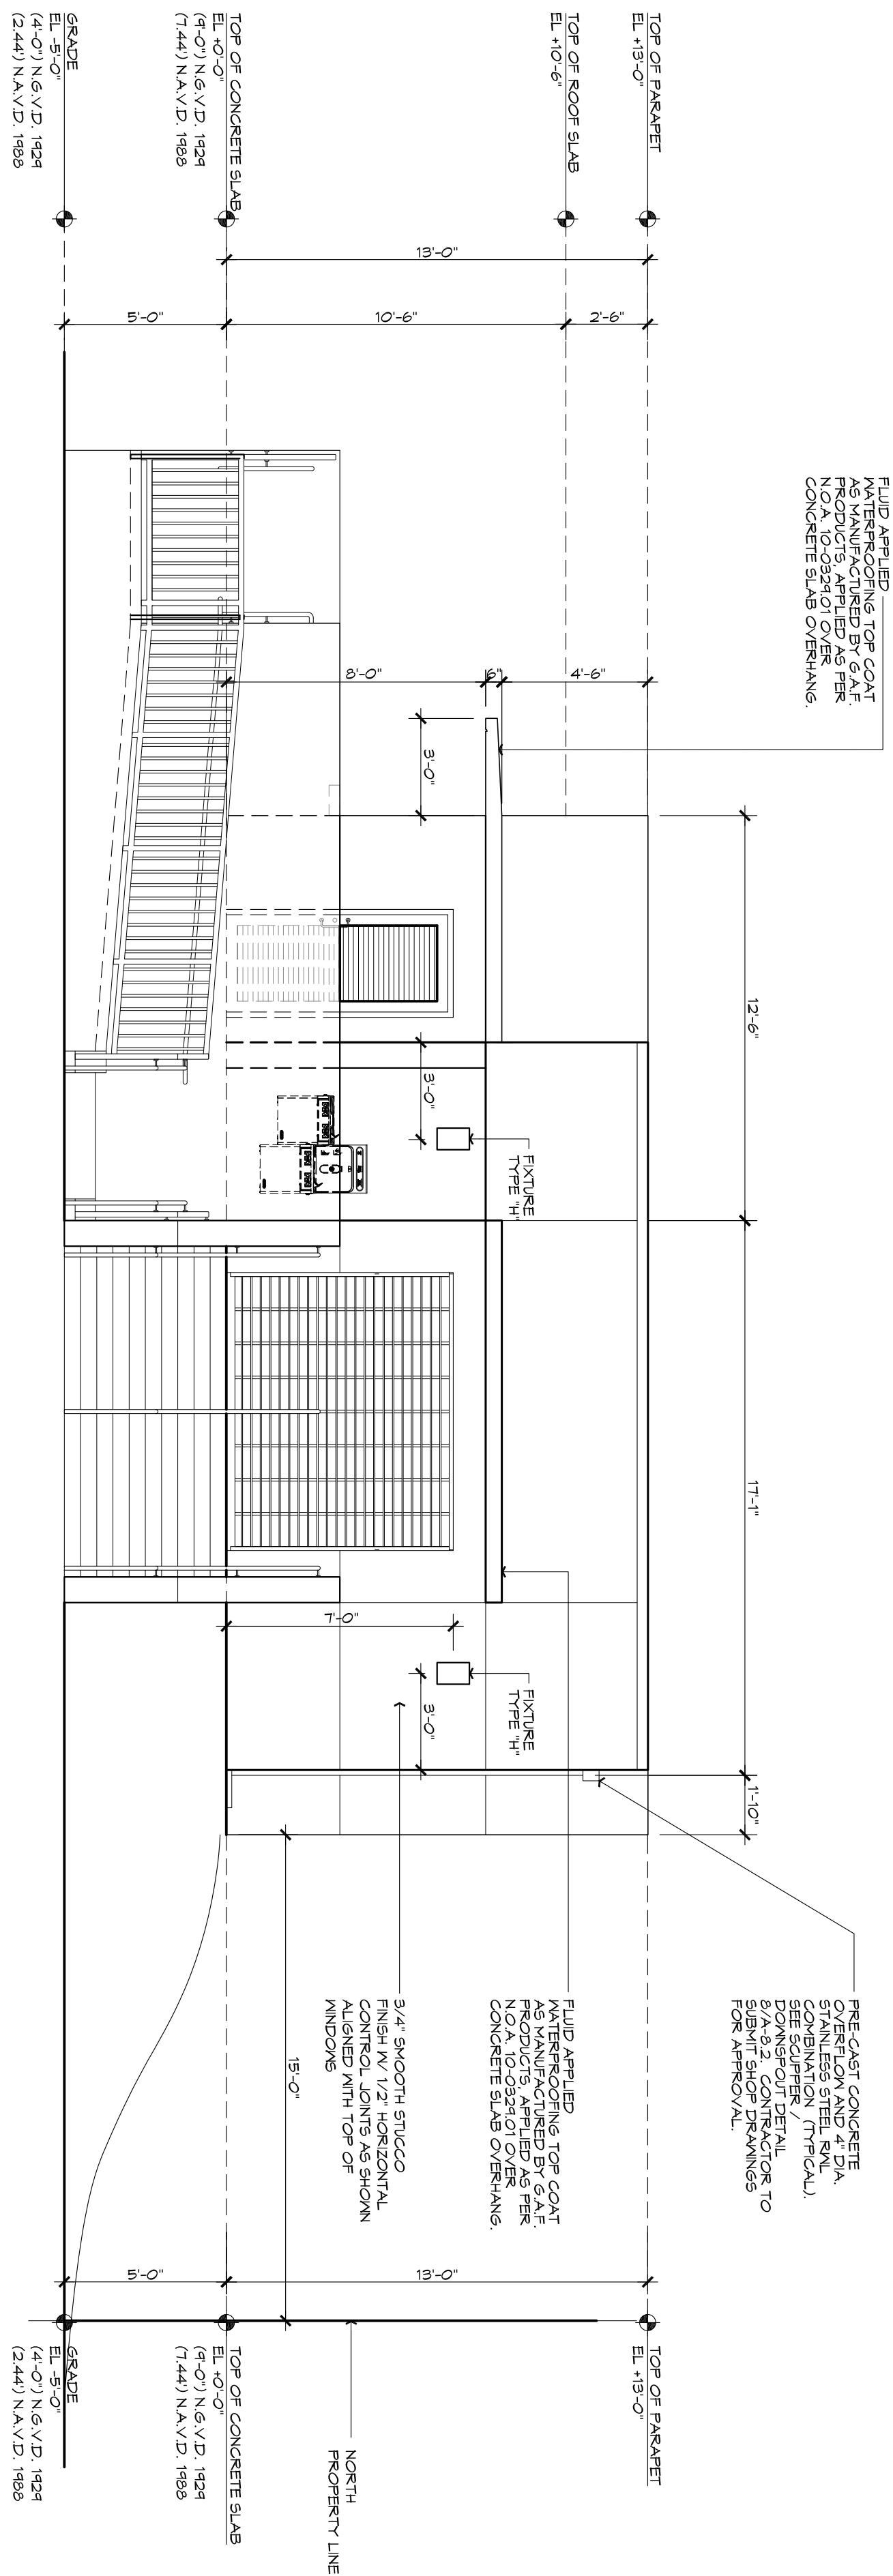 TOP OF PARAPET
EL +13'-0"
TOP OF ROOF SLAB
EL +10'-6"
TOP OF CONCRETE SLAB
EL +0'-0"
(9'-0") N.G.V.D. 1929
(7.44') N.A.V.D. 1988
GRADE
EL -5'-0"
(4'-0") N.G.V.D. 1929
(2.44') N.A.V.D. 1988
13'-0"
2'-6"
10'-6"
5'-0"
FLUID APPLIED
WATERPROOFING TOP COAT
AS MANUFACTURED BY G.A.F.
PRODUCTS, APPLIED AS PER
N.O.A. 10-0329.01 OVER
CONCRETE SLAB OVERHANG.
4'-6"
6"
8'-0"
3'-0"
12'-6"
3'-0"
FIXTURE
TYPE "H"
17'-1"
7'-0"
FIXTURE
TYPE "H"
3'-0"
1'-10"
PRE-CAST CONCRETE
OVERFLOW AND 4" DIA.
STAINLESS STEEL RWL
COMBINATION (TYPICAL).
SEE SCUPPER /
DOWNSPOUT DETAIL
8/A-8.2. CONTRACTOR TO
SUBMIT SHOP DRAWINGS
FOR APPROVAL.
FLUID APPLIED
WATERPROOFING TOP COAT
AS MANUFACTURED BY G.A.F.
PRODUCTS, APPLIED AS PER
N.O.A. 10-0329.01 OVER
CONCRETE SLAB OVERHANG.
3/4" SMOOTH STUCCO
FINISH W/ 1/2" HORIZONTAL
CONTROL JOINTS AS SHOWN
ALIGNED WITH TOP OF
WINDOWS
15'-0"
13'-0"
5'-0"
TOP OF PARAPET
EL +13'-0"
NORTH
PROPERTY LINE
TOP OF CONCRETE SLAB
EL +0'-0"
(9'-0") N.G.V.D. 1929
(7.44') N.A.V.D. 1988
GRADE
EL -5'-0"
(4'-0") N.G.V.D. 1929
(2.44') N.A.V.D. 1988